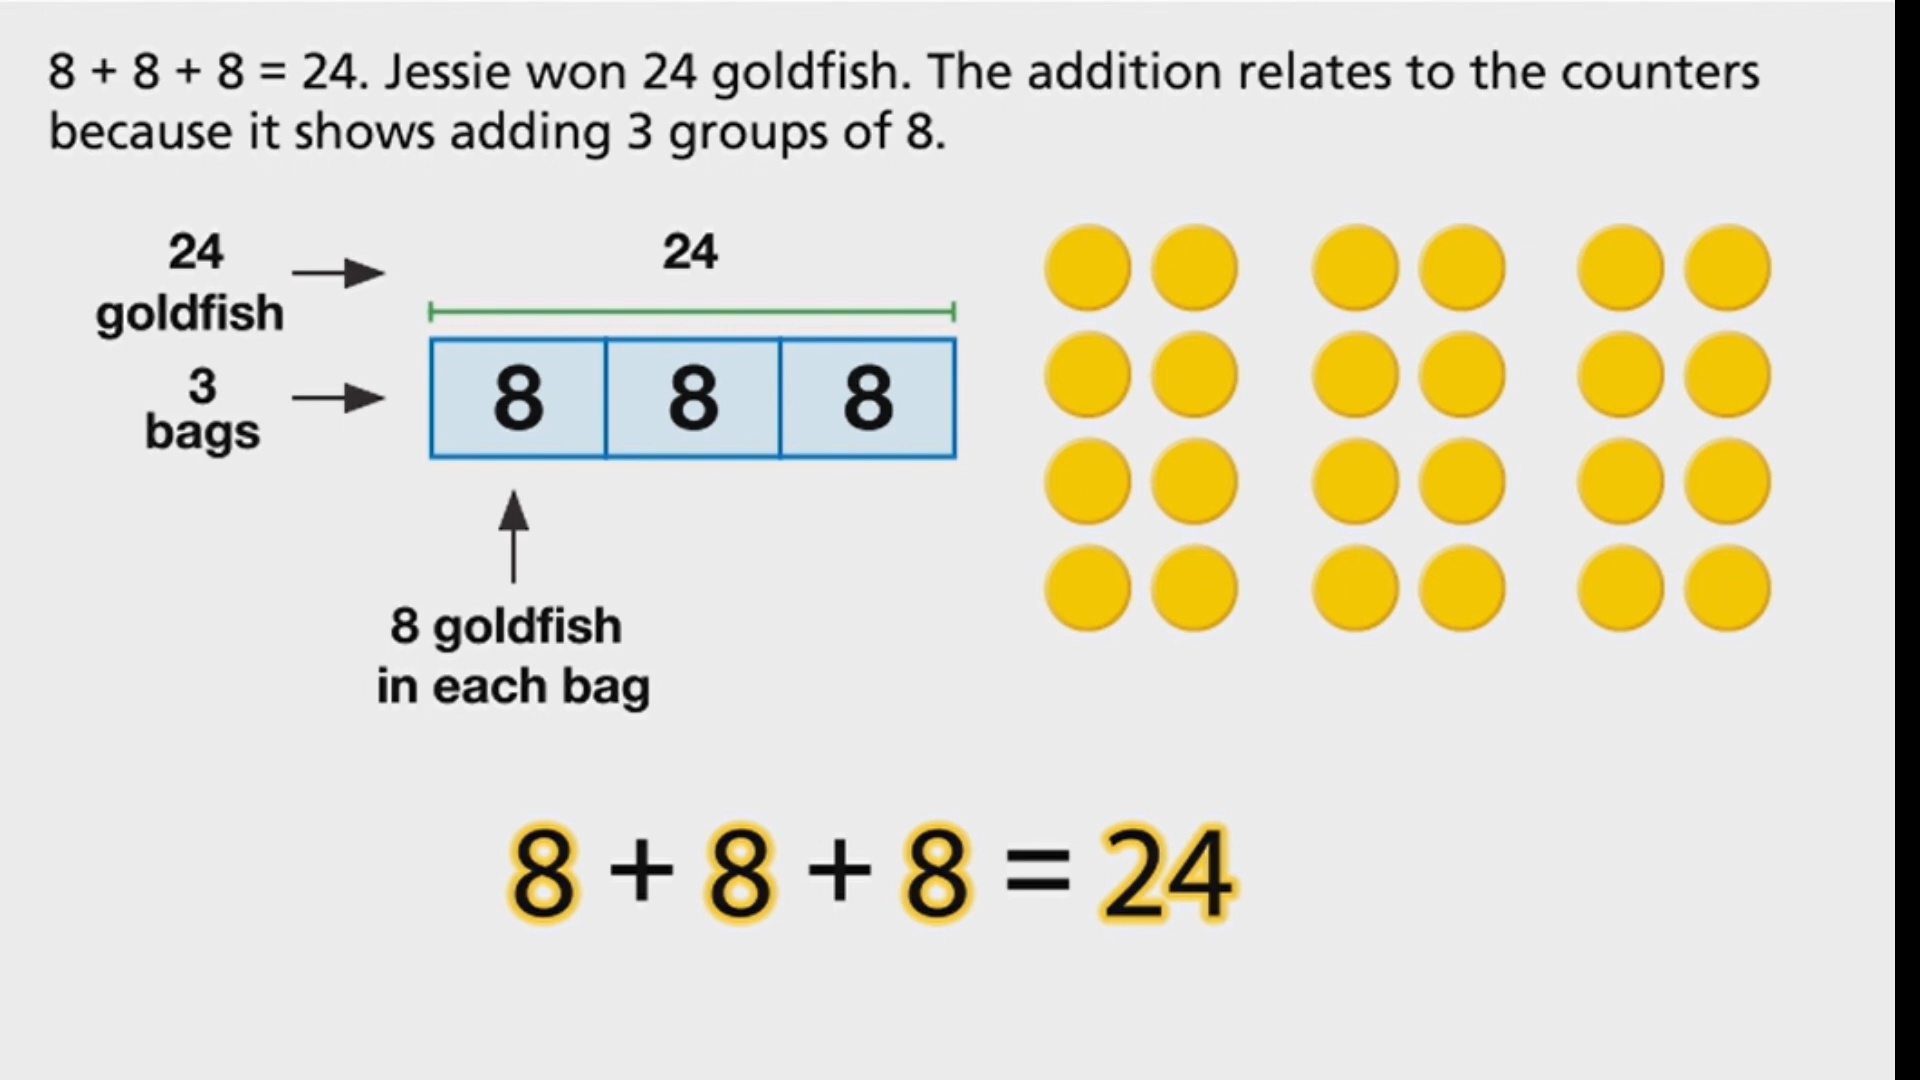 8 + 8 + 8 = 24. Jessie won 24 goldfish. The addition relates to the counters
because it shows adding 3 groups of 8.
24
goldfish
24
3
bags
8 8 8
8 goldfish
in each bag
8 + 8 + 8 = 24